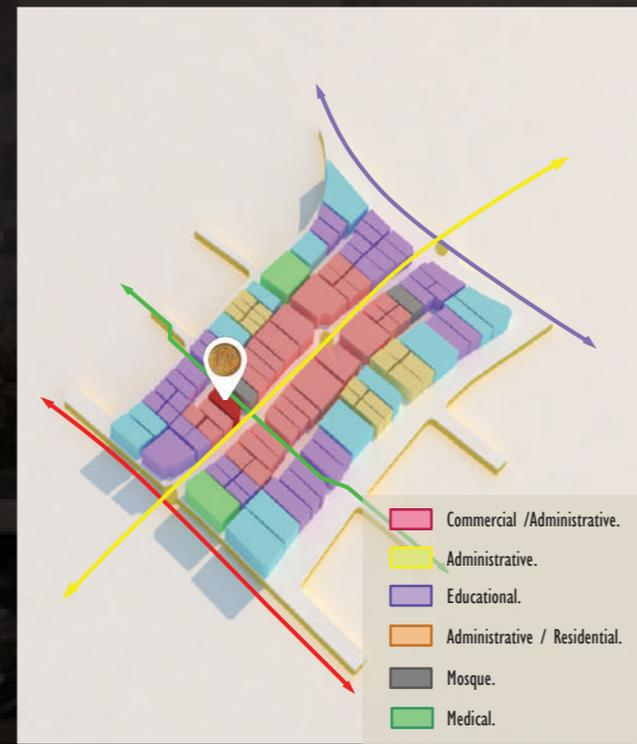 Commercial /Administrative.
Administrative.
Educational.
Administrative / Residential.
Mosque.
Medical.